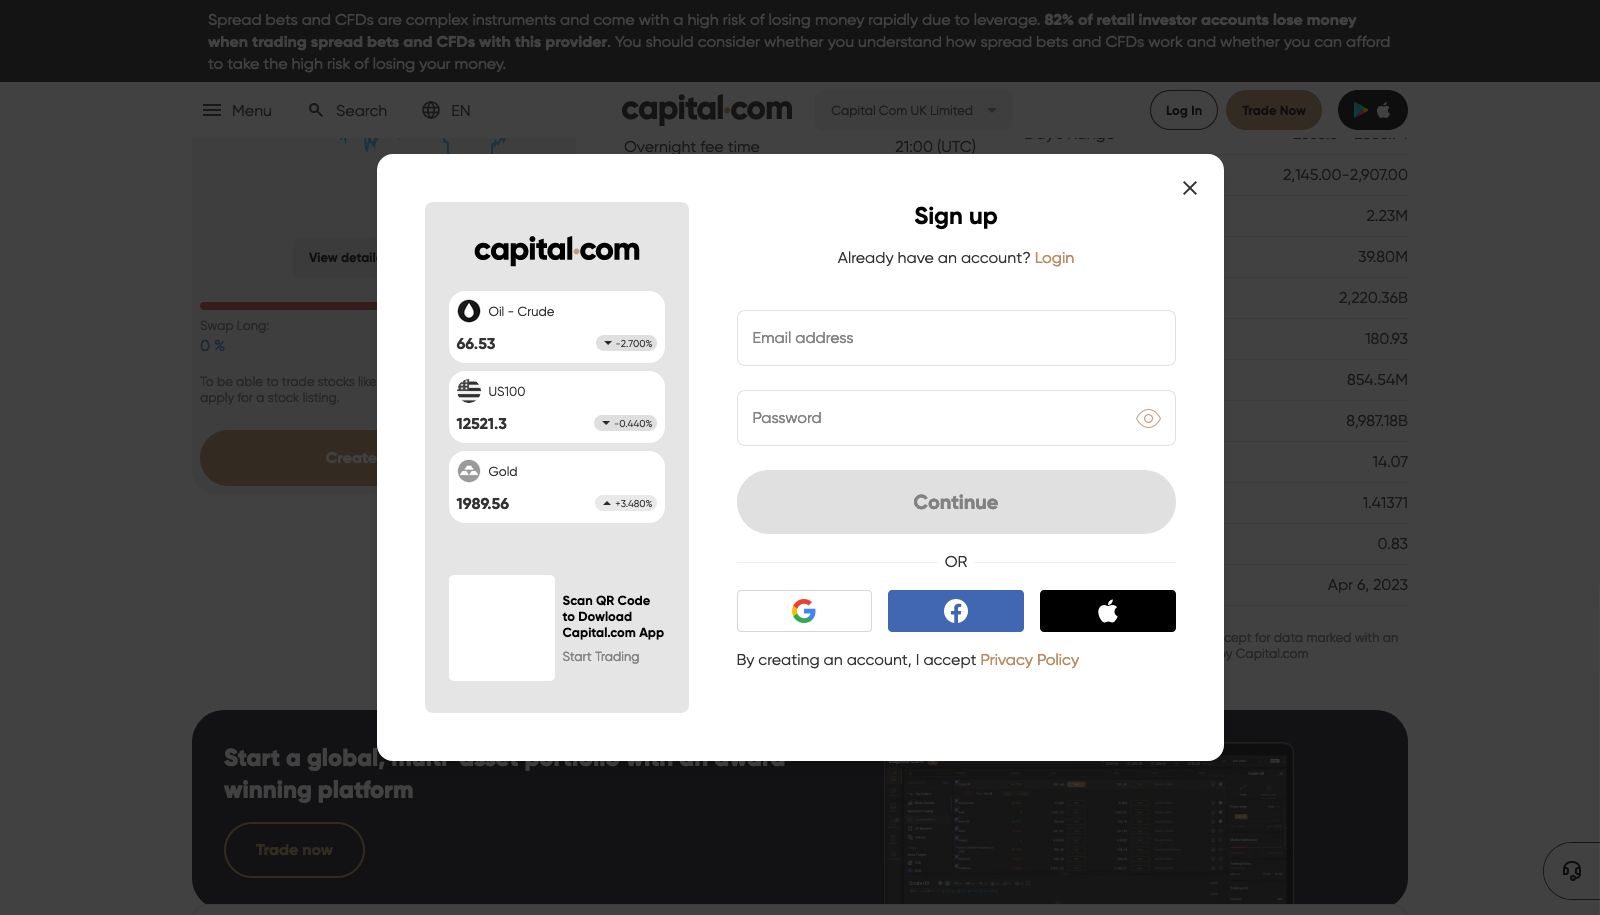 Spread bets and CFDs are complex instruments and come with a high risk of losing money rapidly due to leverage. 82% of retail investor accounts lose money
when trading spread bets and CFDs with this provider. You should consider whether you understand how spread bets and CFDs work and whether you can afford
to take the high risk of losing your money.
Menu
Search
EN
capital.com
Capital Com UK Limited
Log In
Trade Now
Overnight fee time
21:00 (UTC)
2,145.00-2,907.00
2.23M
39.80M
2,220.36B
180.93
854.54M
8,987.18B
14.07
1.41371
0.83
Apr 6, 2023
View
Swap Long:
0 %
To be able to trade stocks like
apply for a stock listing.
Create
capital.com
Oil - Crude
66.53
-2.700%
US100
12521.3
-0.440%
Gold
1989.56
+3.480%
Scan QR Code
to Dowload
Capital.com App
Start Trading
Sign up
Already have an account? Login
Email address
Password
Continue
OR
By creating an account, I accept Privacy Policy
for data marked with an
by Capital.com
Start a global, multi-asset portfolio with an award
winning platform
Trade now